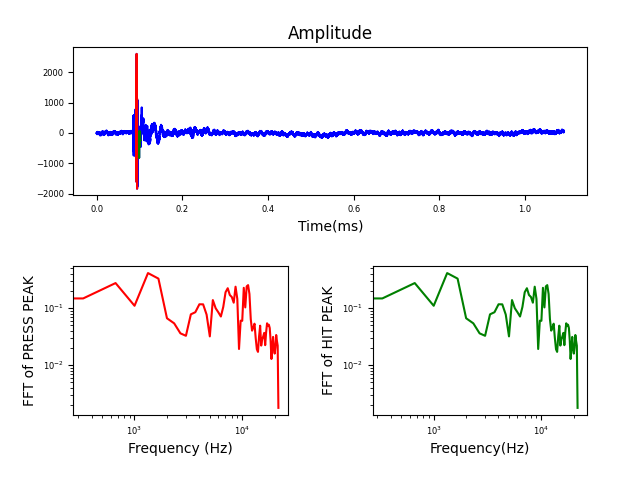 Amplitude
2000
1000
0
−1000
−2000
0.0 0.2 0.4 0.6 0.8 1.0
Time(ms)
FFT of PRESS PEAK
10⁻¹
10⁻²
10³ 10⁴
Frequency (Hz)
FFT of HIT PEAK
10⁻¹
10⁻²
10³ 10⁴
Frequency(Hz)